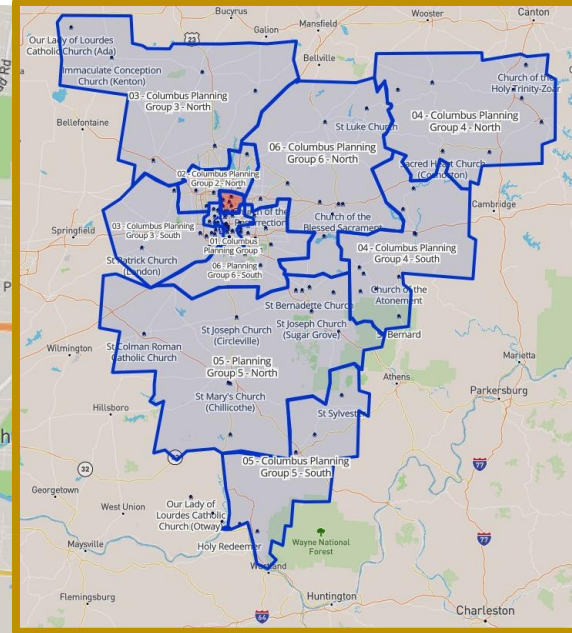 Bucyrus
Mansfield
Wooster
Canton
Galion
23
Our Lady of Lourdes
Catholic Church (Ada)
Bellville
Immaculate Conception
Church (Kenton)
Church of the
Holy Trinity-Zoar
03 - Columbus Planning
Group 3 - North
04 - Columbus Planning
Group 4 - North
Bellefontaine
St Luke Church
06 - Columbus Planning
Group 6 - North
Sacred Heart Church
(Coshocton)
02 - Columbus Planning
Group 2 - North
Cambridge
Church of the
Resurrection
Church of the
Blessed Sacrament
Springfield
03 - Columbus Planning
Group 3 - South
01. Columbus
Planning Group
04 - Columbus Planning
Group 4 - South
St Patrick Church
(London)
06 - Planning
Group 6 - South
P
Church of the
Atonement
St Bernadette Church
St Joseph Church
(Circleville)
St Joseph Church
(Sugar Grove)
St Bernard
St Colman Roman
Catholic Church
Wilmington
Marietta
05 - Planning
Group 5 - North
Athens
Parkersburg
St Mary's Church
(Chillicothe)
Hillsboro
St Sylvest
h
05 - Columbus Planning
Group 5 - South
77
32
Georgetown
West Union
Our Lady of
Lourdes Catholic
Church (Otway)
Holy Redeemer
Wayne National
Forest
77
Maysville
Huntington
Flemingsburg
64
Charleston